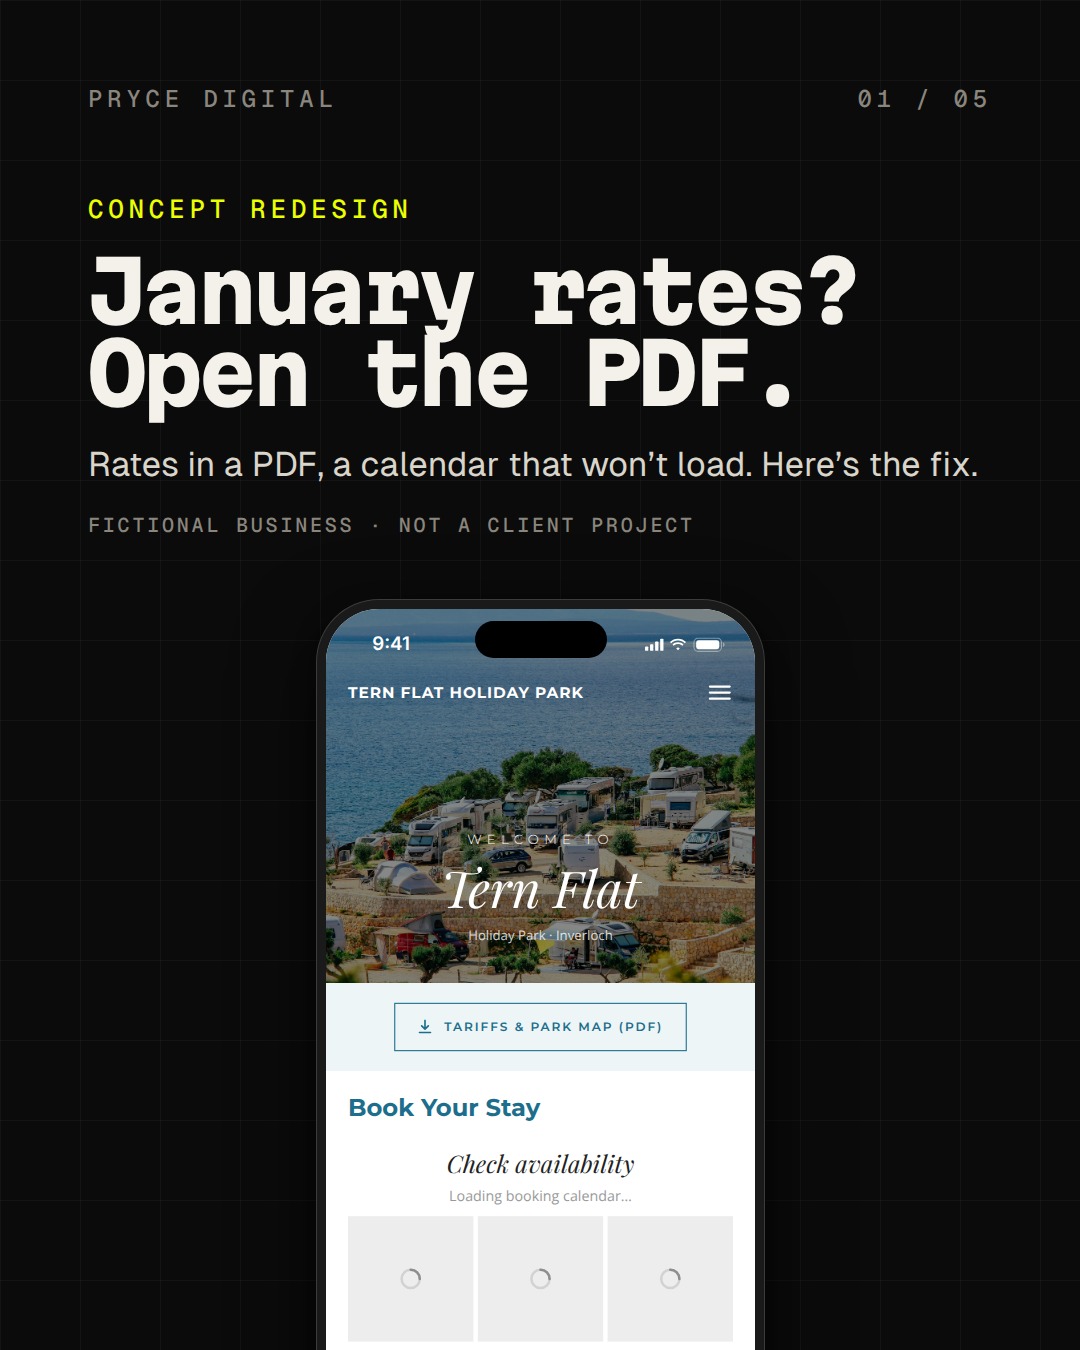 PRYCE DIGITAL
01 / 05
CONCEPT REDESIGN
January rates?
Open the PDF.
Rates in a PDF, a calendar that won’t load. Here’s the fix.
FICTIONAL BUSINESS · NOT A CLIENT PROJECT
9:41
TERN FLAT HOLIDAY PARK
WELCOME TO
Tern Flat
Holiday Park · Inverloch
TARIFFS & PARK MAP (PDF)
Book Your Stay
Check availability
Loading booking calendar...